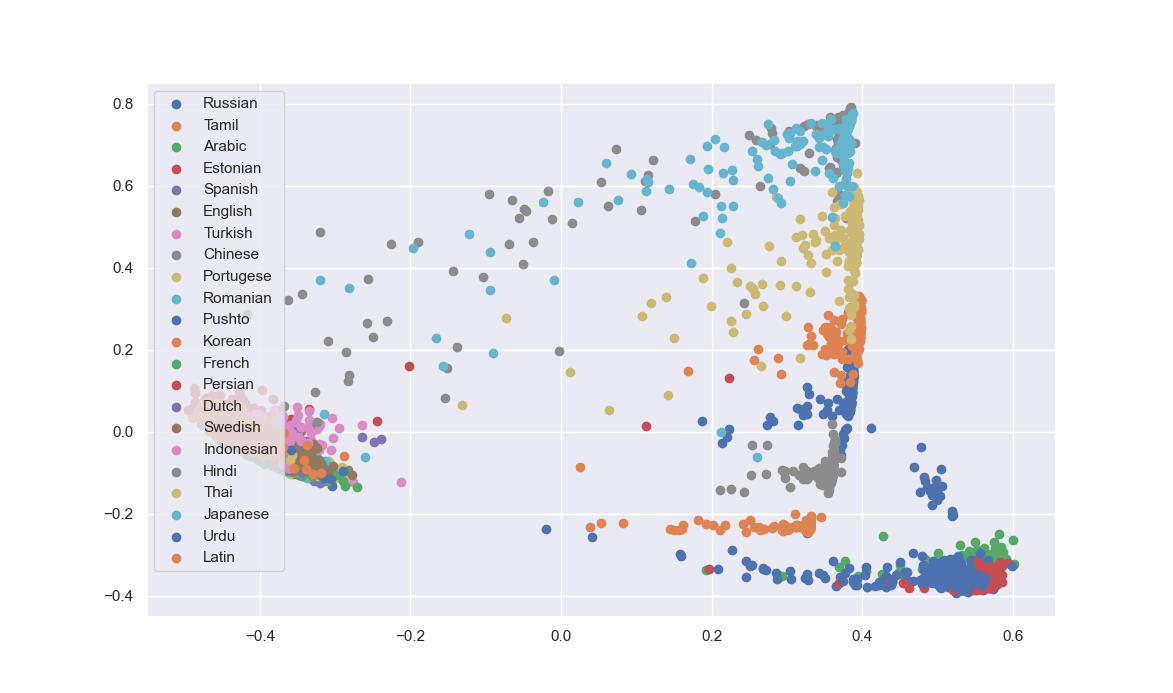 0.8
0.6
0.4
0.2
0.0
−0.2
−0.4
Russian
Tamil
Arabic
Estonian
Spanish
English
Turkish
Chinese
Portugese
Romanian
Pushto
Korean
French
Persian
Dutch
Swedish
Indonesian
Hindi
Thai
Japanese
Urdu
Latin
−0.4 −0.2 0.0 0.2 0.4 0.6